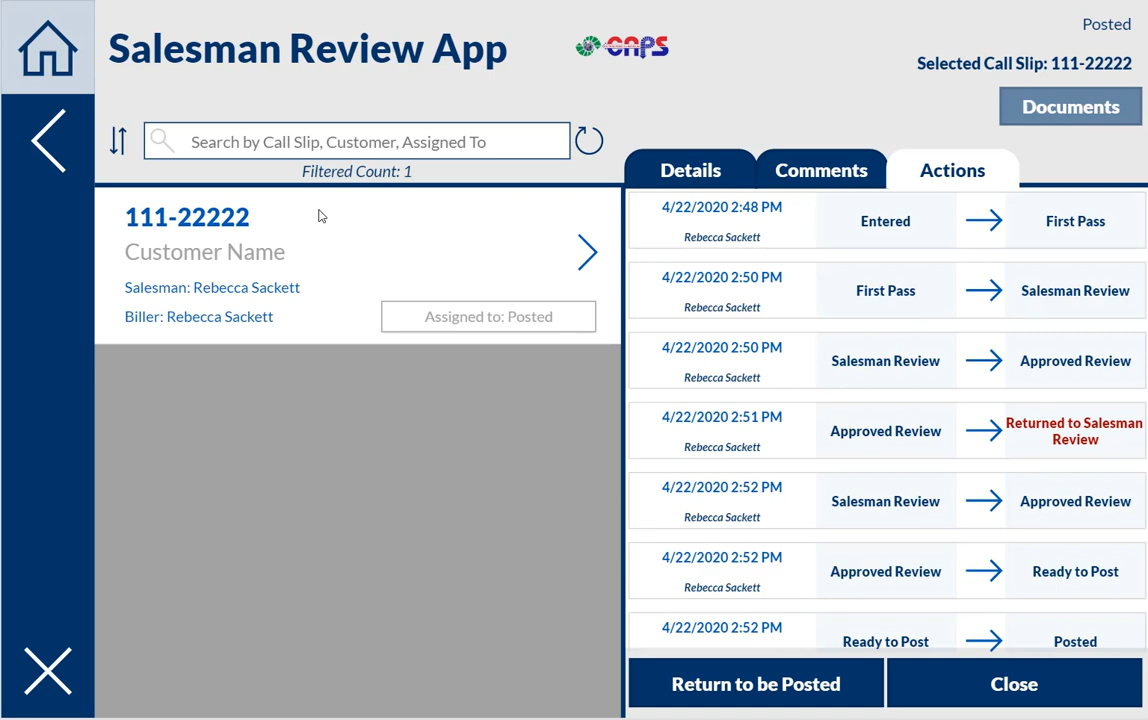 Salesman Review App
CAPS
Posted
Selected Call Slip: 111-22222
Documents
Search by Call Slip, Customer, Assigned To
Filtered Count: 1
Details
Comments
Actions
111-22222
Customer Name
Salesman: Rebecca Sackett
Biller: Rebecca Sackett
Assigned to: Posted
4/22/2020 2:48 PM
Rebecca Sackett
Entered
First Pass
4/22/2020 2:50 PM
Rebecca Sackett
First Pass
Salesman Review
4/22/2020 2:50 PM
Rebecca Sackett
Salesman Review
Approved Review
4/22/2020 2:51 PM
Rebecca Sackett
Approved Review
Returned to Salesman
Review
4/22/2020 2:52 PM
Rebecca Sackett
Salesman Review
Approved Review
4/22/2020 2:52 PM
Rebecca Sackett
Approved Review
Ready to Post
4/22/2020 2:52 PM
Ready to Post
Posted
Return to be Posted
Close